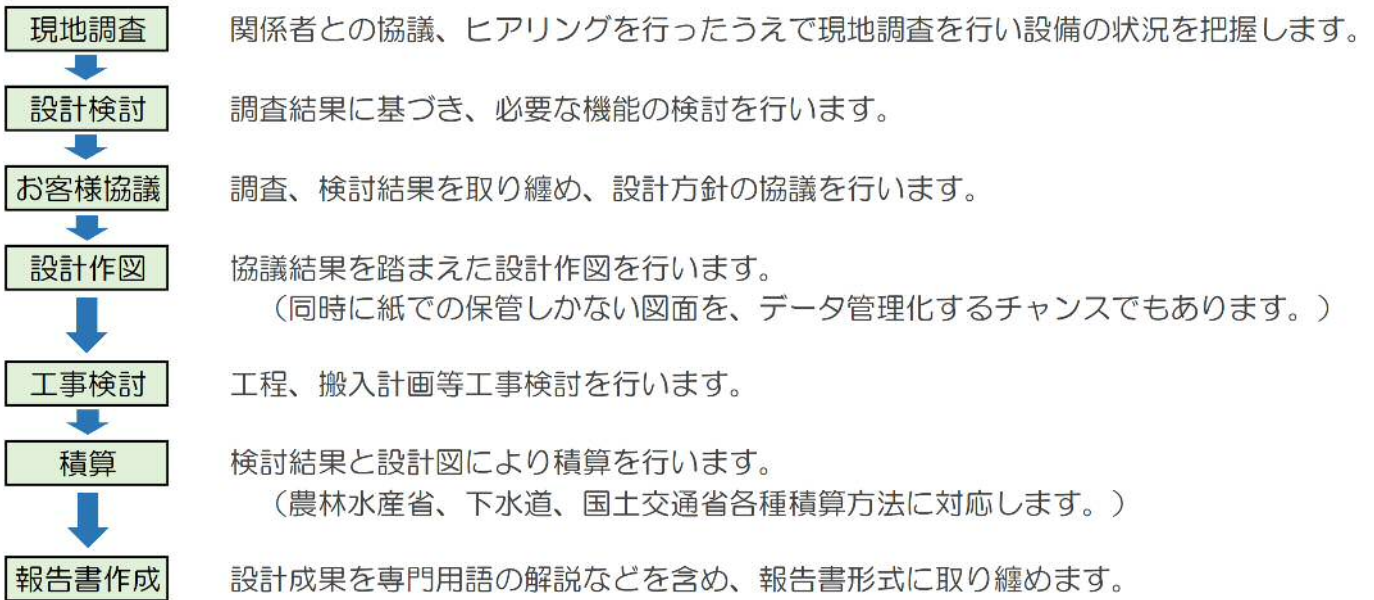 現地調査 関係者との協議、ヒアリングを行ったうえで現地調査を行い設備の状況を把握します。
設計検討 調査結果に基づき、必要な機能の検討を行います。
お客様協議 調査、検討結果を取り纏め、設計方針の協議を行います。
設計作図 協議結果を踏まえた設計作図を行います。
（同時に紙での保管しかない図面を、データ管理化するチャンスでもあります。）
工事検討 工程、搬入計画等工事検討を行います。
積算 検討結果と設計図により積算を行います。
（農林水産省、下水道、国土交通省各種積算方法に対応します。）
報告書作成 設計成果を専門用語の解説などを含め、報告書形式に取り纏めます。